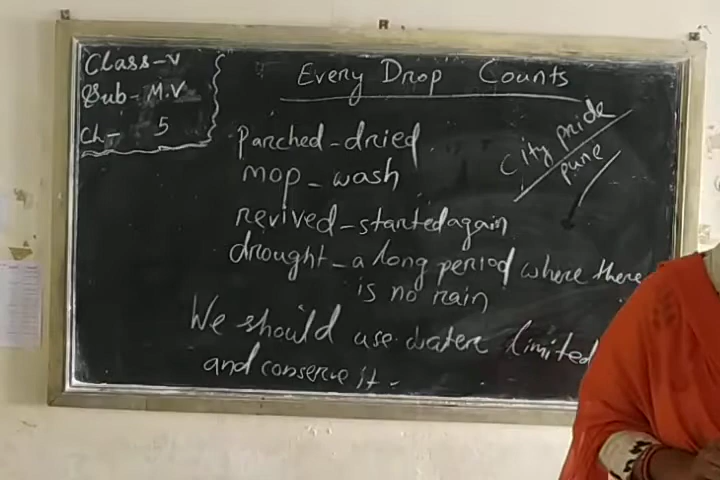 Class-V
Sub- M.V
Ch- 5
Every Drop Counts
City pride
pune
Parched - dried
mop - wash
revived - started again
drought - a long period where there
is no rain
We should use water limited
and conserve it -